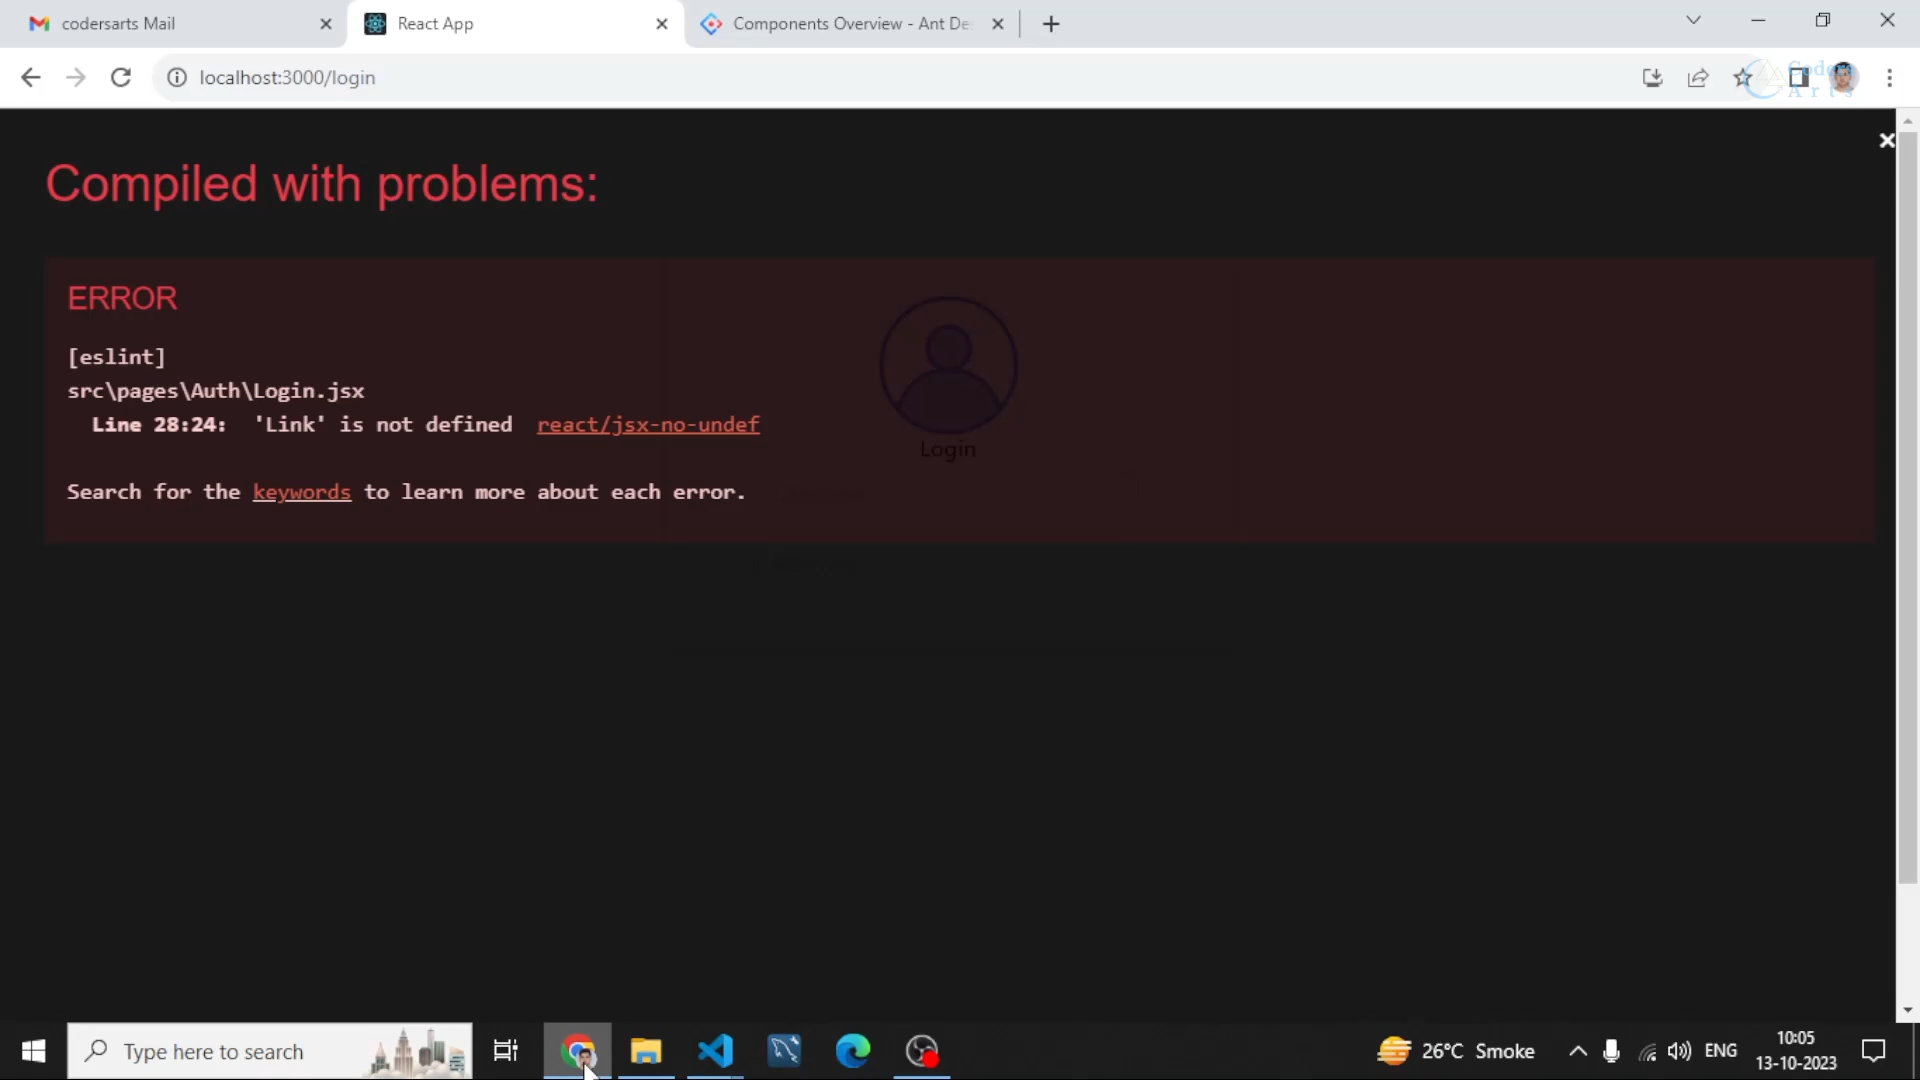 codersarts Mail
React App
Components Overview - Ant De
localhost:3000/login
Coders
Arts
Compiled with problems:
ERROR
[eslint]
src\pages\Auth\Login.jsx
Line 28:24: 'Link' is not defined react/jsx-no-undef
Login
Search for the keywords to learn more about each error.
Type here to search
26°C Smoke
ENG
10:05
13-10-2023